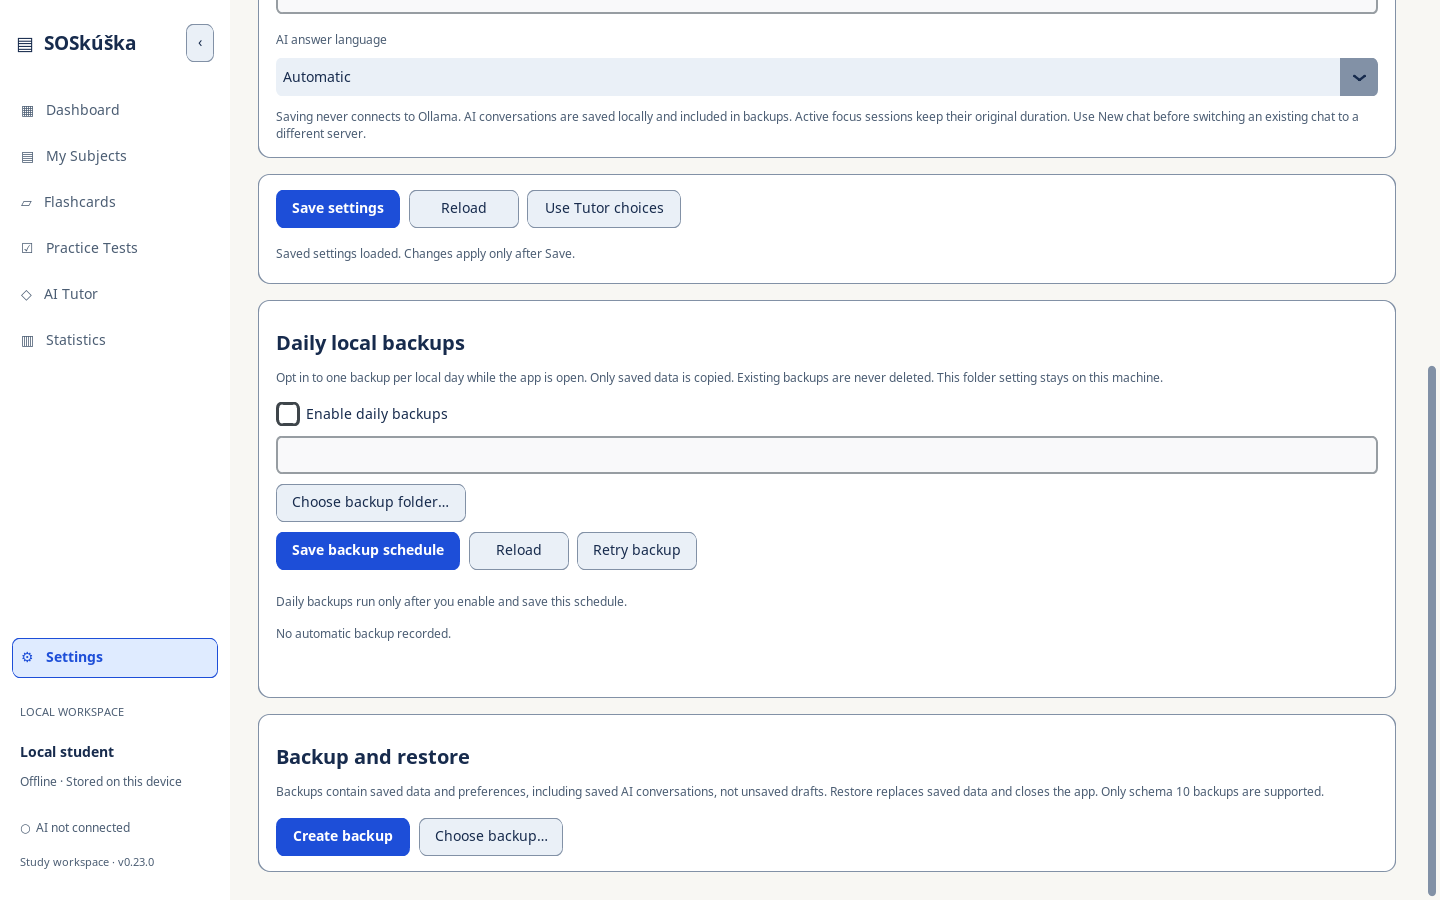 SOSkúška
‹
Dashboard
My Subjects
Flashcards
Practice Tests
AI Tutor
Statistics
Settings
LOCAL WORKSPACE
Local student
Offline · Stored on this device
AI not connected
Study workspace · v0.23.0
AI answer language
Automatic
Saving never connects to Ollama. AI conversations are saved locally and included in backups. Active focus sessions keep their original duration. Use New chat before switching an existing chat to a
different server.
Save settings
Reload
Use Tutor choices
Saved settings loaded. Changes apply only after Save.
Daily local backups
Opt in to one backup per local day while the app is open. Only saved data is copied. Existing backups are never deleted. This folder setting stays on this machine.
Enable daily backups
Choose backup folder...
Save backup schedule
Reload
Retry backup
Daily backups run only after you enable and save this schedule.
No automatic backup recorded.
Backup and restore
Backups contain saved data and preferences, including saved AI conversations, not unsaved drafts. Restore replaces saved data and closes the app. Only schema 10 backups are supported.
Create backup
Choose backup...